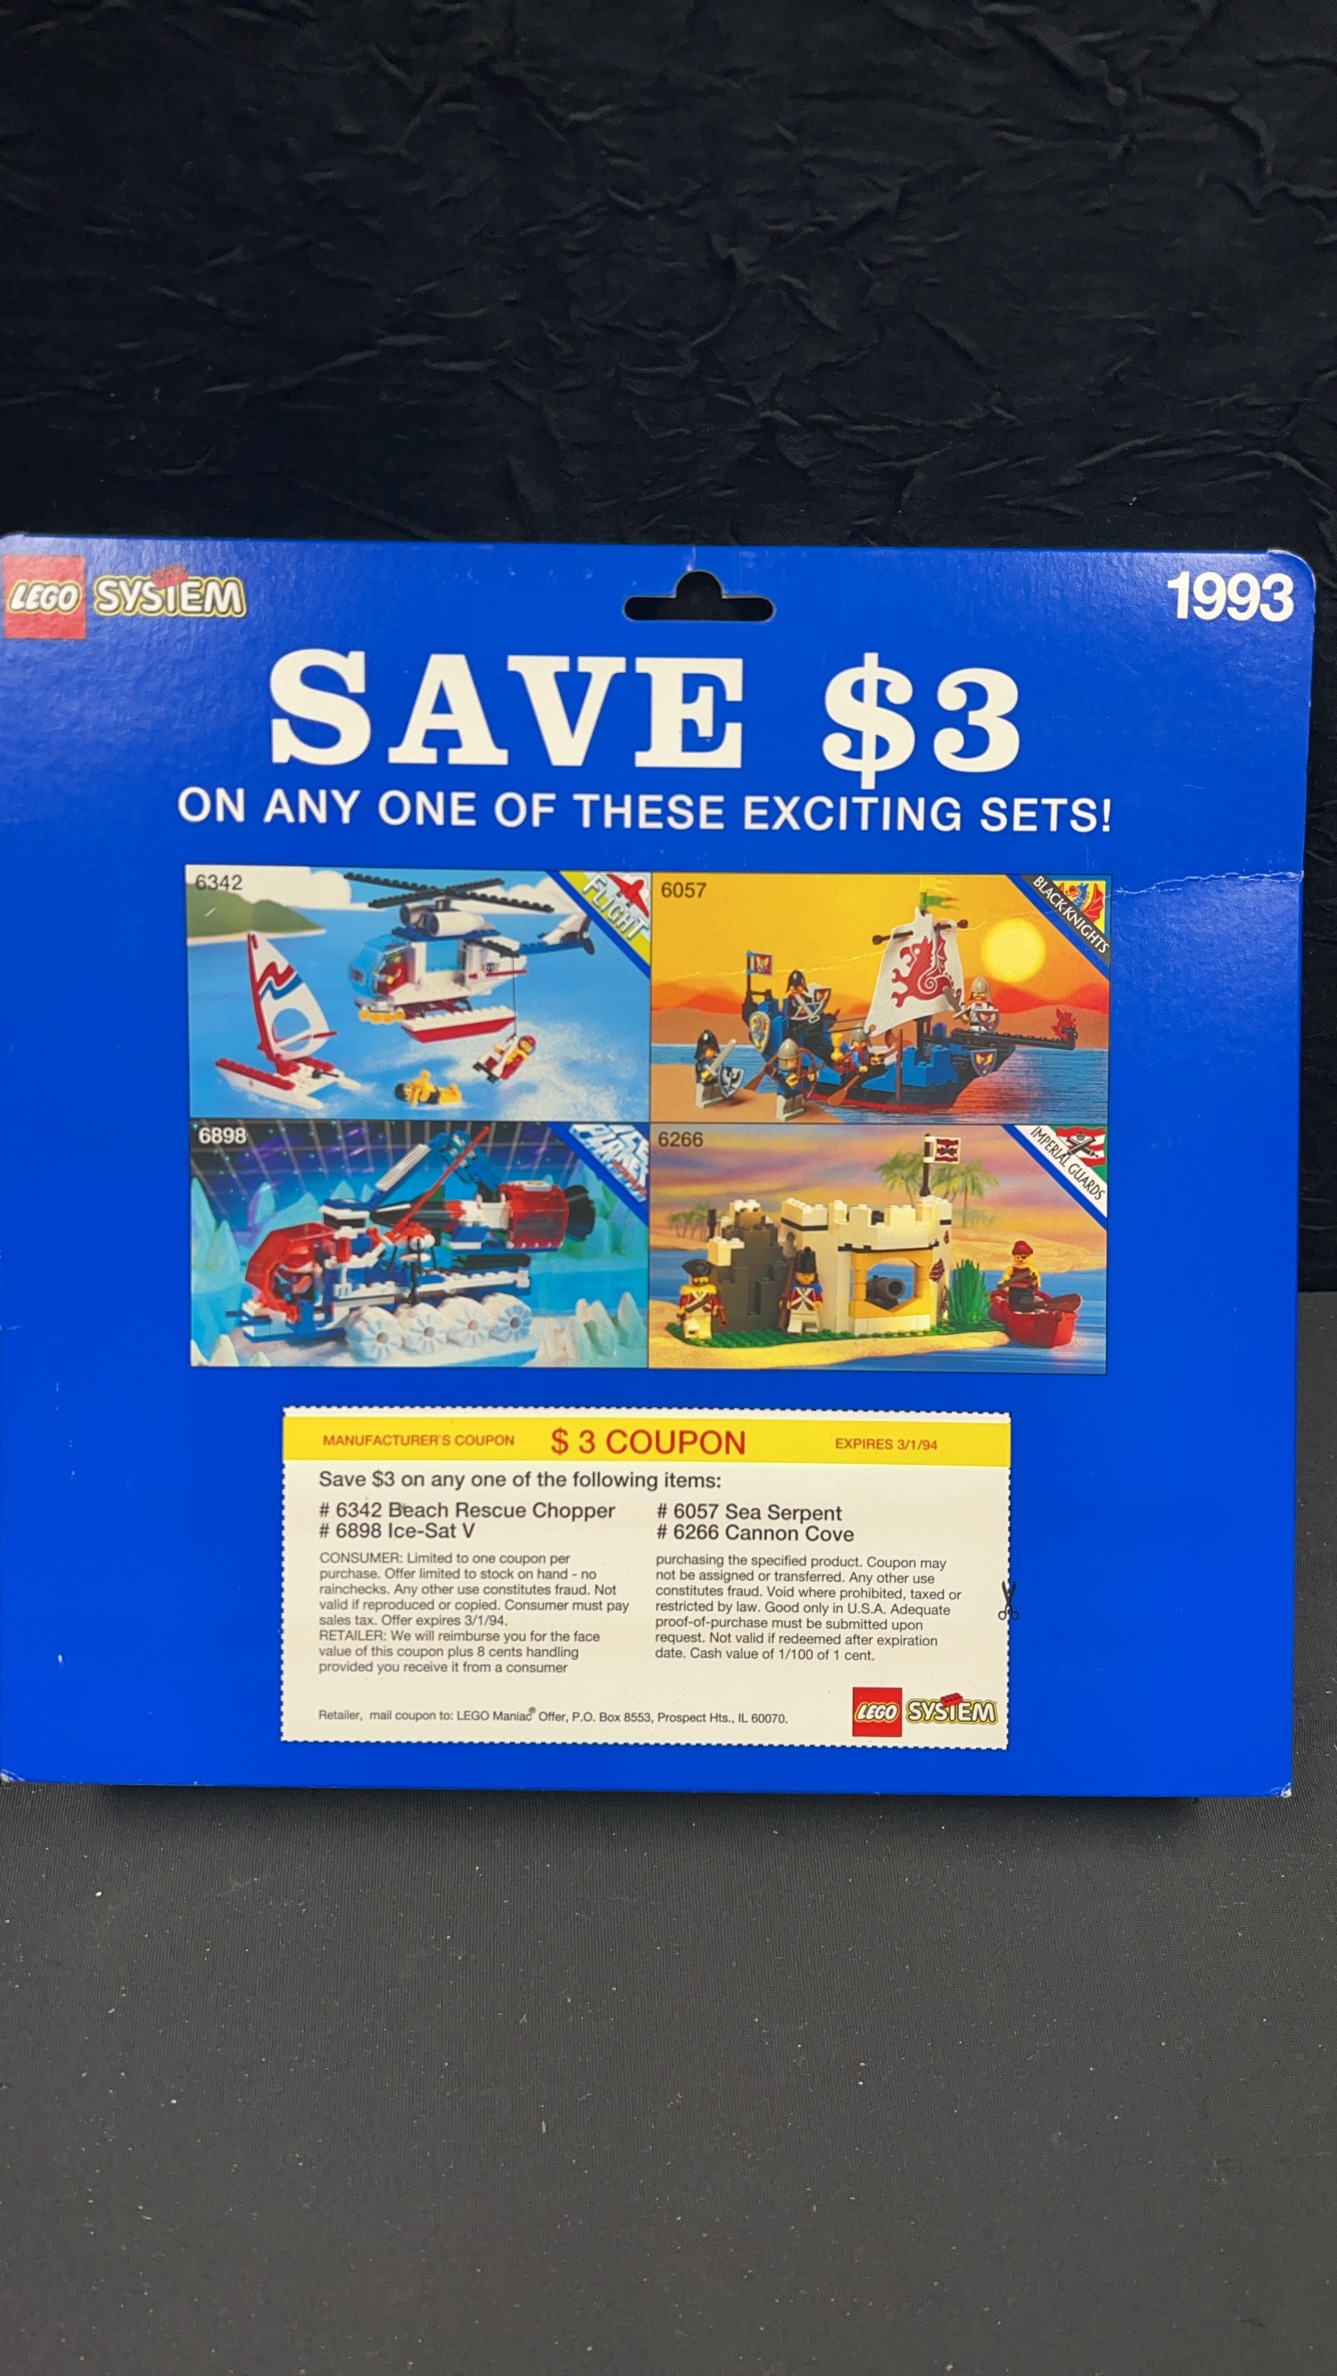 LEGO SYSTEM
1993
SAVE $3
ON ANY ONE OF THESE EXCITING SETS!
6342
FLIGHT
6057
BLACK KNIGHTS
6898
ICE PLANET
6266
IMPERIAL GUARDS
MANUFACTURER'S COUPON $ 3 COUPON EXPIRES 3/1/94
Save $3 on any one of the following items:
# 6342 Beach Rescue Chopper
# 6898 Ice-Sat V
# 6057 Sea Serpent
# 6266 Cannon Cove
CONSUMER: Limited to one coupon per
purchase. Offer limited to stock on hand - no
rainchecks. Any other use constitutes fraud. Not
valid if reproduced or copied. Consumer must pay
sales tax. Offer expires 3/1/94.
RETAILER: We will reimburse you for the face
value of this coupon plus 8 cents handling
provided you receive it from a consumer
purchasing the specified product. Coupon may
not be assigned or transferred. Any other use
constitutes fraud. Void where prohibited, taxed or
restricted by law. Good only in U.S.A. Adequate
proof-of-purchase must be submitted upon
request. Not valid if redeemed after expiration
date. Cash value of 1/100 of 1 cent.
Retailer, mail coupon to: LEGO Maniac® Offer, P.O. Box 8553, Prospect Hts., IL 60070.
LEGO SYSTEM